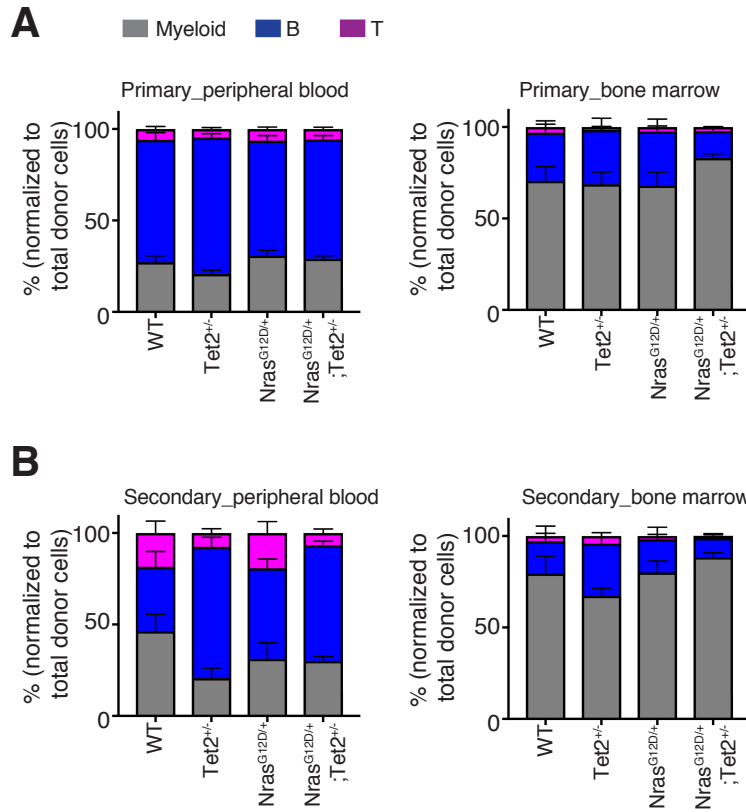 A
Myeloid B T
Primary_peripheral blood
% (normalized to
total donor cells)
100
50
0
WT
Tet2+/-
NrasG12D/+
NrasG12D/+
;Tet2+/-
Primary_bone marrow
% (normalized to
total donor cells)
100
50
0
WT
Tet2+/-
NrasG12D/+
NrasG12D/+
;Tet2+/-
B
Secondary_peripheral blood
% (normalized to
total donor cells)
100
50
0
WT
Tet2+/-
NrasG12D/+
NrasG12D/+
;Tet2+/-
Secondary_bone marrow
% (normalized to
total donor cells)
100
50
0
WT
Tet2+/-
NrasG12D/+
NrasG12D/+
;Tet2+/-